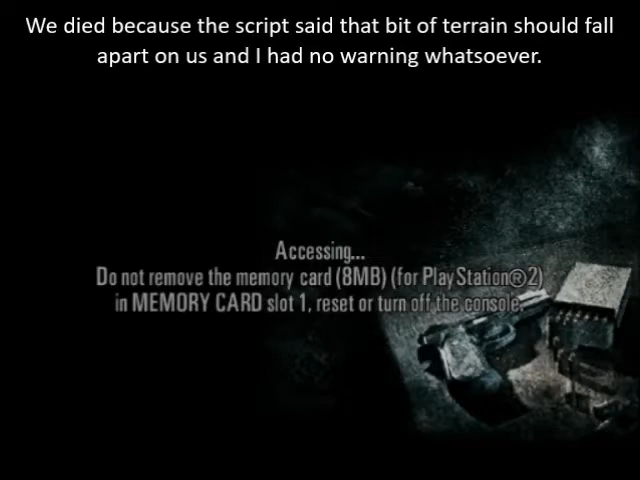 We died because the script said that bit of terrain should fall
apart on us and I had no warning whatsoever.
Accessing...
Do not remove the memory card (8MB) (for PlayStation®2)
in MEMORY CARD slot 1, reset or turn off the console.